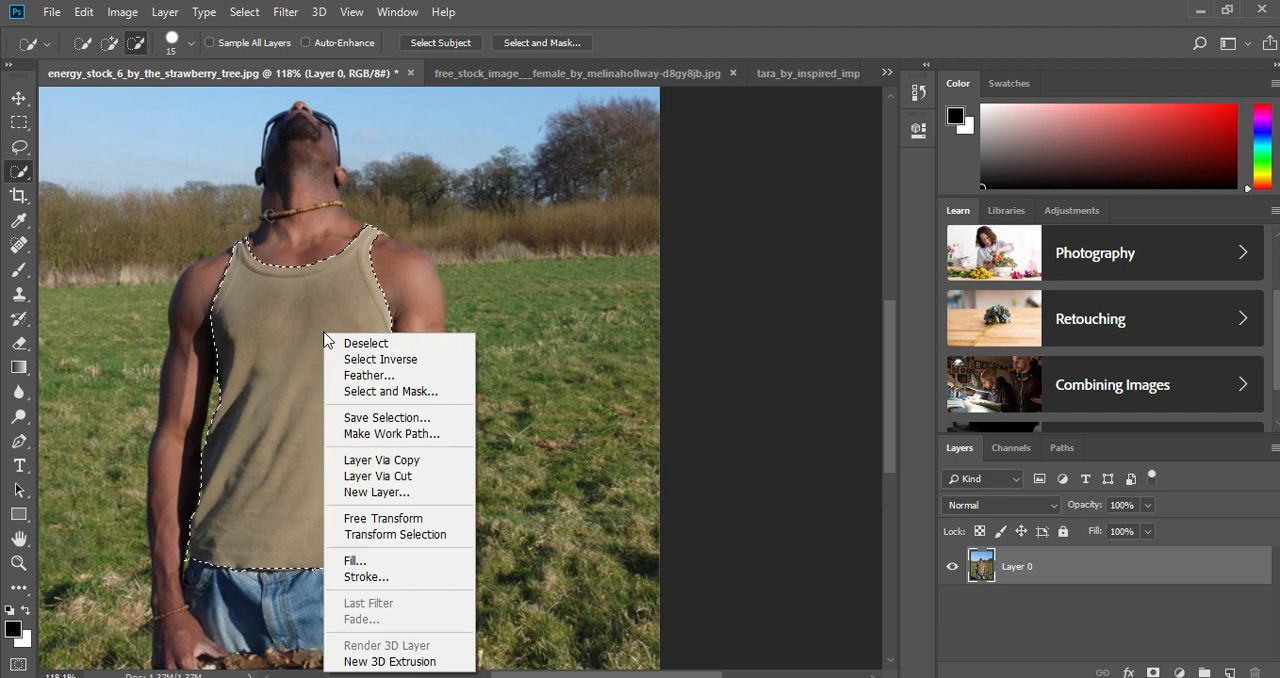 Ps File Edit Image Layer Type Select Filter 3D View Window Help
15 Sample All Layers Auto-Enhance Select Subject Select and Mask...
energy_stock_6_by_the_strawberry_tree.jpg @ 118% (Layer 0, RGB/8#) * × free_stock_image___female_by_melinahollway-d8gy8jb.jpg × tara_by_inspired_imp
Color Swatches
Learn Libraries Adjustments
Photography
Retouching
Combining Images
Deselect
Select Inverse
Feather...
Select and Mask...
Save Selection...
Make Work Path...
Layer Via Copy
Layer Via Cut
New Layer...
Free Transform
Transform Selection
Fill...
Stroke...
Last Filter
Fade...
Render 3D Layer
New 3D Extrusion
Layers Channels Paths
Kind
Normal Opacity: 100%
Lock: Fill: 100%
Layer 0
118.1% Doc: 1.37M/1.37M